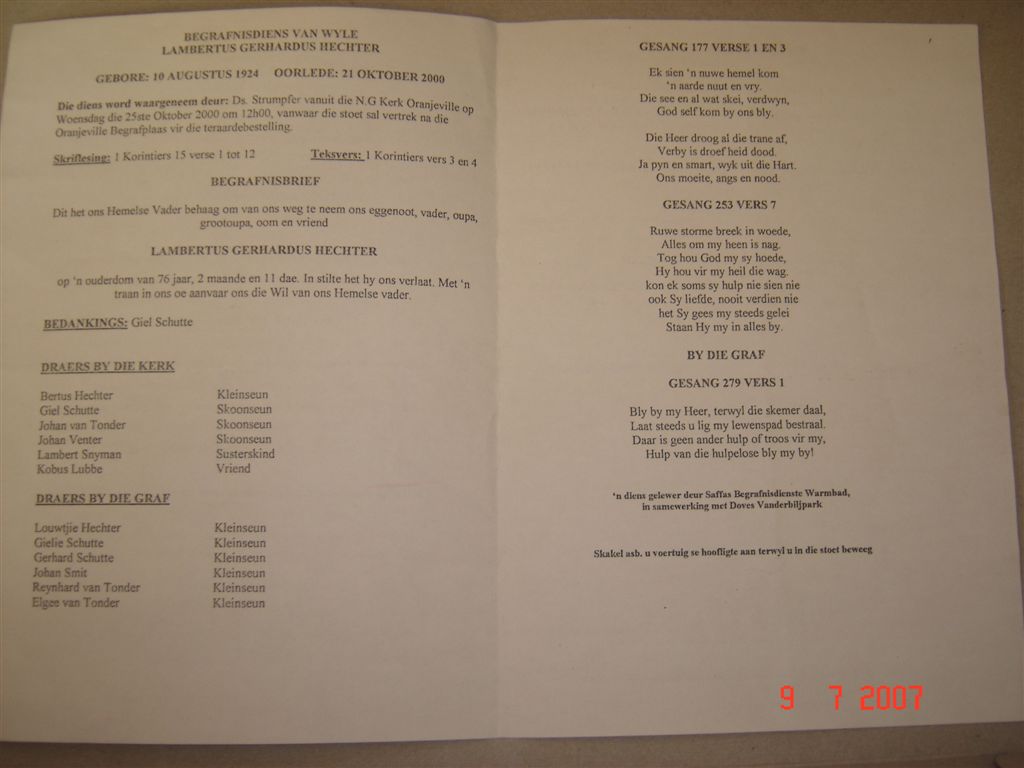 BEGRAFNISDIENS VAN WYLE
LAMBERTUS GERHARDUS HECHTER
GEBORE: 10 AUGUSTUS 1924 OORLEDE: 21 OKTOBER 2000
Die diens word waargeneem deur: Ds. Strumpfer vanuit die N.G Kerk Oranjeville op
Woensdag die 25ste Oktober 2000 om 12h00, vanwaar die stoet sal vertrek na die
Oranjeville Begrafplaas vir die teraardebestelling.
Skriflesing: 1 Korintiers 15 verse 1 tot 12 Teksvers: 1 Korintiers vers 3 en 4
BEGRAFNISBRIEF
Dit het ons Hemelse Vader behaag om van ons weg te neem ons eggenoot, vader, oupa,
grootoupa, oom en vriend
LAMBERTUS GERHARDUS HECHTER
op 'n ouderdom van 76 jaar, 2 maande en 11 dae. In stilte het hy ons verlaat. Met 'n
traan in ons oe aanvaar ons die Wil van ons Hemelse vader.
BEDANKINGS: Giel Schutte
DRAERS BY DIE KERK
Bertus Hechter Kleinseun
Giel Schutte Skoonseun
Johan van Tonder Skoonseun
Johan Venter Skoonseun
Lambert Snyman Susterskind
Kobus Lubbe Vriend
DRAERS BY DIE GRAF
Louwtjie Hechter Kleinseun
Gielie Schutte Kleinseun
Gerhard Schutte Kleinseun
Johan Smit Kleinseun
Reynhard van Tonder Kleinseun
Elgee van Tonder Kleinseun
GESANG 177 VERSE 1 EN 3
Ek sien 'n nuwe hemel kom
'n aarde nuut en vry.
Die see en al wat skei, verdwyn,
God self kom by ons bly.
Die Heer droog al die trane af,
Verby is droef heid dood.
Ja pyn en smart, wyk uit die Hart.
Ons moeite, angs en nood.
GESANG 253 VERS 7
Ruwe storme breek in woede,
Alles om my heen is nag.
Tog hou God my sy hoede,
Hy hou vir my heil die wag.
kon ek soms sy hulp nie sien nie
ook Sy liefde, nooit verdien nie
het Sy gees my steeds gelei
Staan Hy my in alles by.
BY DIE GRAF
GESANG 279 VERS 1
Bly by my Heer, terwyl die skemer daal,
Laat steeds u lig my lewenspad bestraal.
Daar is geen ander hulp of troos vir my,
Hulp van die hulpelose bly my by!
'n diens gelewer deur Saffas Begrafnisdienste Warmbad,
in samewerking met Doves Vanderbijlpark
Skakel asb. u voertuig se hoofligte aan terwyl u in die stoet beweeg
9 7 2007